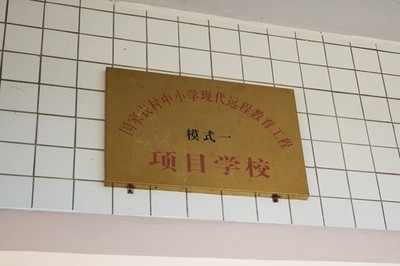 国家农村中小学现代远程教育工程
模式一
项目学校